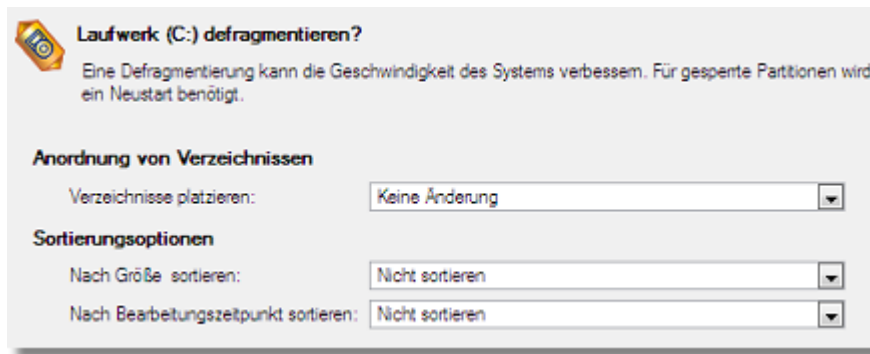 Laufwerk (C:) defragmentieren?
Eine Defragmentierung kann die Geschwindigkeit des Systems verbessern. Für gesperrte Partitionen wird
ein Neustart benötigt.
Anordnung von Verzeichnissen
Verzeichnisse platzieren: Keine Änderung
Sortierungsoptionen
Nach Größe sortieren: Nicht sortieren
Nach Bearbeitungszeitpunkt sortieren: Nicht sortieren